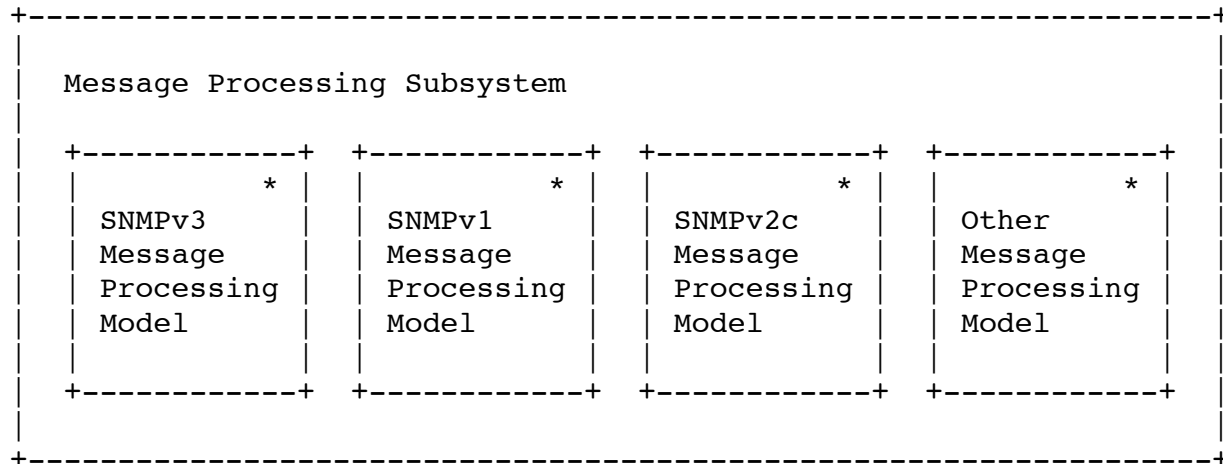 Message Processing Subsystem
* * * *
SNMPv3 SNMPv1 SNMPv2c Other
Message Message Message Message
Processing Processing Processing Processing
Model Model Model Model